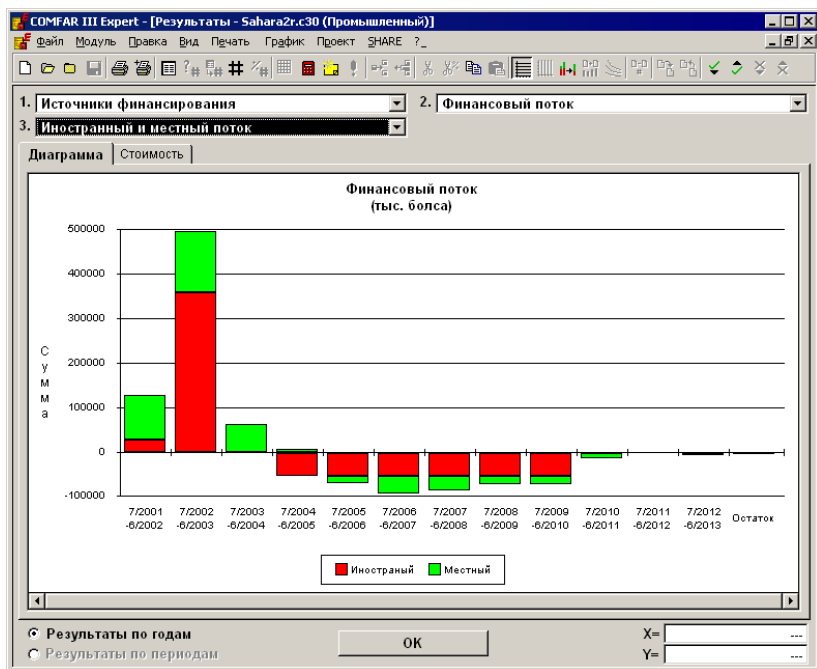 COMFAR III Expert - [Результаты - Sahara2r.c30 (Промышленный)]
Файл Модуль Правка Вид Печать График Проект SHARE ?_
1. Источники финансирования 2. Финансовый поток
3. Иностранный и местный поток
Диаграмма Стоимость
Финансовый поток
(тыс. болса)
500000
400000
300000
200000
100000
0
-100000
Сумма
7/2001 7/2002 7/2003 7/2004 7/2005 7/2006 7/2007 7/2008 7/2009 7/2010 7/2011 7/2012 Остаток
-6/2002 -6/2003 -6/2004 -6/2005 -6/2006 -6/2007 -6/2008 -6/2009 -6/2010 -6/2011 -6/2012 -6/2013
Иностраный Местный
Результаты по годам OK X= ---
Результаты по периодам Y= ---